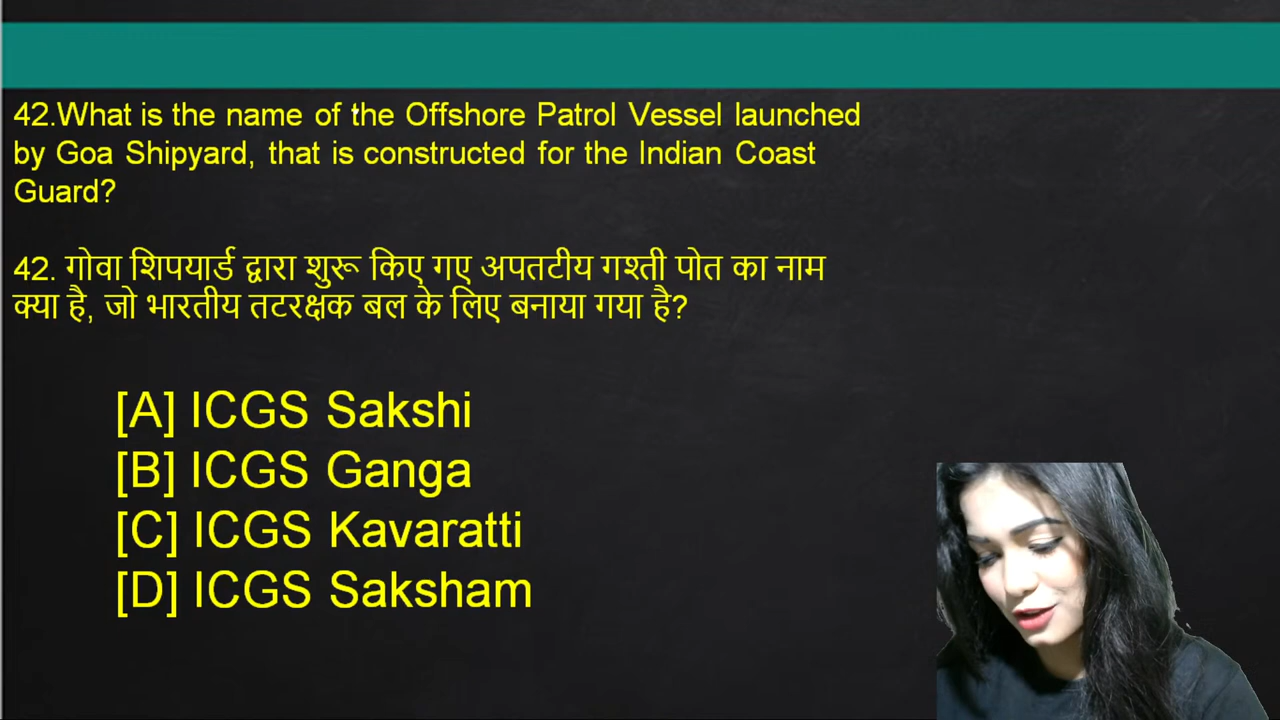 42.What is the name of the Offshore Patrol Vessel launched
by Goa Shipyard, that is constructed for the Indian Coast
Guard?
42. गोवा शिपयार्ड द्वारा शुरू किए गए अपतटीय गश्ती पोत का नाम
क्या है, जो भारतीय तटरक्षक बल के लिए बनाया गया है?
[A] ICGS Sakshi
[B] ICGS Ganga
[C] ICGS Kavaratti
[D] ICGS Saksham